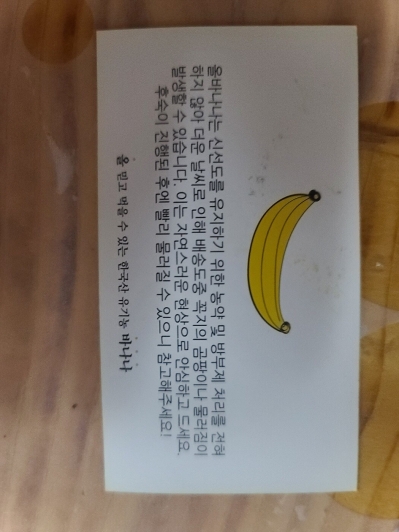 올바나나는 신선도를 유지하기 위한 농약 및 방부제 처리를 전혀
하지 않아 더운 날씨로 인해 배송도중 꼭지의 곰팡이나 물러짐이
발생할 수 있습니다. 이는 자연스러운 현상으로 안심하고 드세요.
후숙이 진행된 후엔 빨리 물러질 수 있으니 참고해주세요!
올 믿고 먹을 수 있는 한국산 유기농 바나나